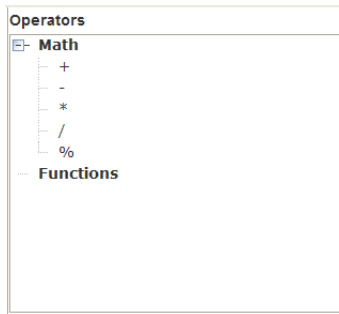 Operators
Math
+
-
*
/
%
Functions